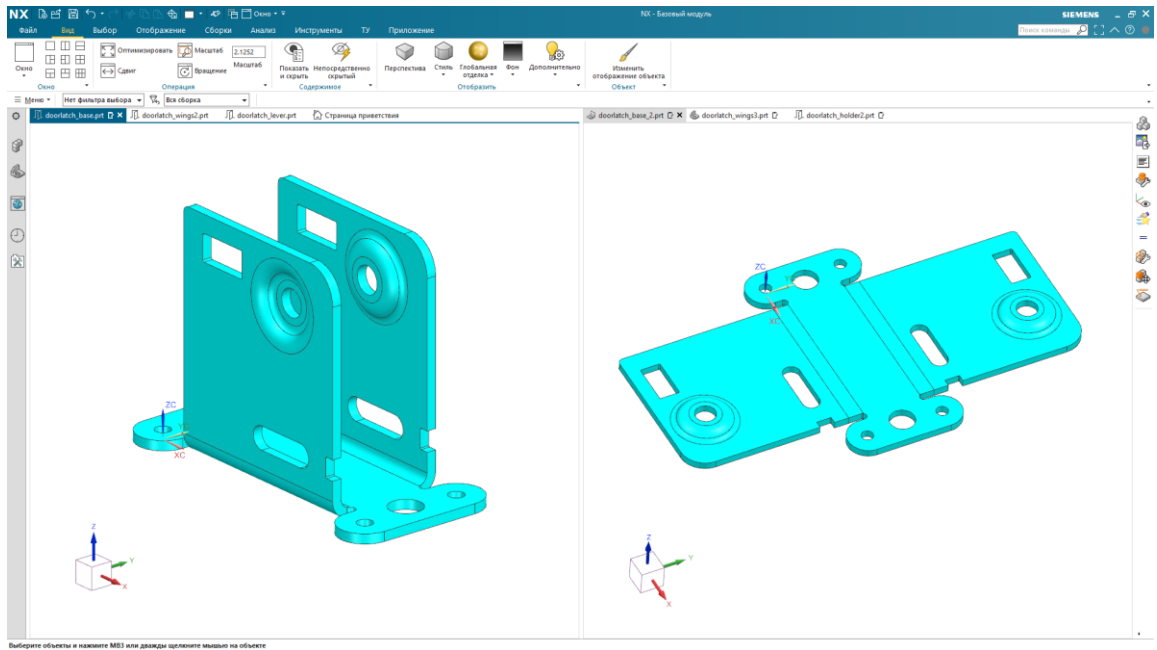 NX
Окно
NX - Базовый модуль
SIEMENS
Файл Вид Выбор Отображение Сборки Анализ Инструменты ТУ Приложение
Поиск команды
Окно
Оптимизировать
Сдвиг
Масштаб
Вращение
2.1252
Масштаб
Показать и скрыть
Непосредственно скрытый
Перспектива
Стиль
Глобальная отделка
Фон
Дополнительно
Изменить отображение объекта
Окно Операция Содержимое Отобразить Объект
Меню Нет фильтра выбора Вся сборка
doorlatch_base.prt doorlatch_wings2.prt doorlatch_lever.prt Страница приветствия
doorlatch_base_2.prt doorlatch_wings3.prt doorlatch_holder2.prt
ZC
XC
Z
Y
X
ZC
XC
Z
Y
X
Выберите объекты и нажмите МВ3 или дважды щелкните мышью на объекте